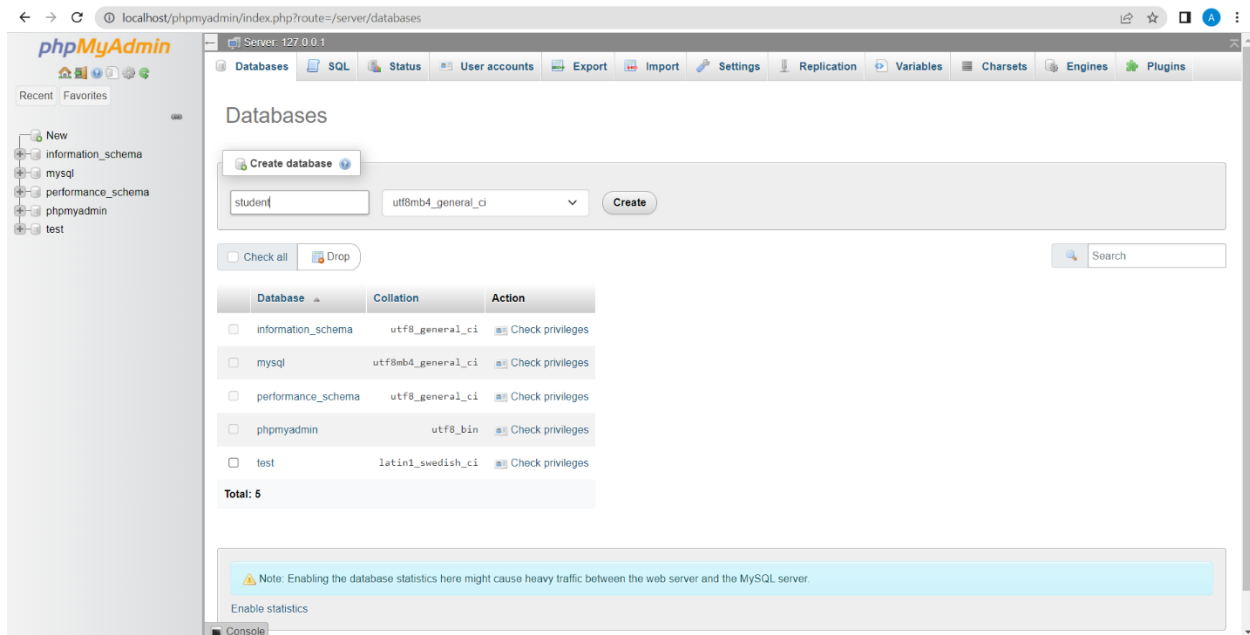 localhost/phpmyadmin/index.php?route=/server/databases
A
phpMyAdmin
Recent Favorites
New
information_schema
mysql
performance_schema
phpmyadmin
test
Server: 127.0.0.1
Databases SQL Status User accounts Export Import Settings Replication Variables Charsets Engines Plugins
Databases
Create database
student utf8mb4_general_ci Create
Check all Drop Search
Database Collation Action
information_schema utf8_general_ci Check privileges
mysql utf8mb4_general_ci Check privileges
performance_schema utf8_general_ci Check privileges
phpmyadmin utf8_bin Check privileges
test latin1_swedish_ci Check privileges
Total: 5
Note: Enabling the database statistics here might cause heavy traffic between the web server and the MySQL server.
Enable statistics
Console